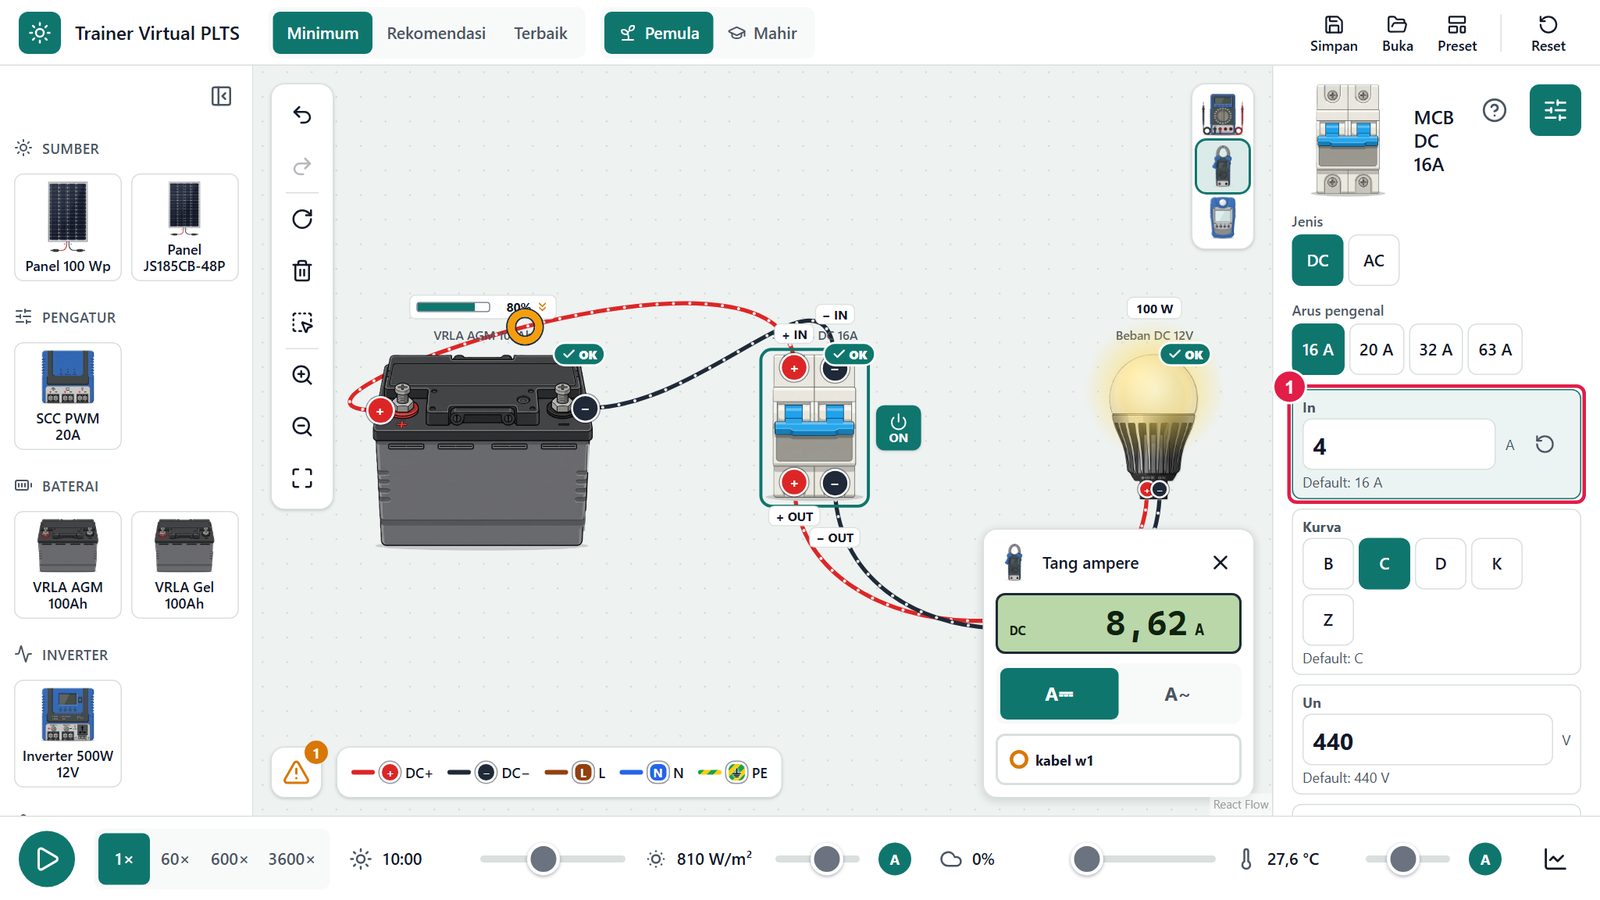 Trainer Virtual PLTS
Minimum
Rekomendasi
Terbaik
Pemula
Mahir
Simpan
Buka
Preset
Reset
SUMBER
Panel 100 Wp
Panel
JS185CB-48P
PENGATUR
SCC PWM
20A
BATERAI
VRLA AGM
100Ah
VRLA Gel
100Ah
INVERTER
Inverter 500W
12V
80%
VRLA AGM
OK
+ IN
− IN
16A
OK
ON
+ OUT
− OUT
100 W
Beban DC 12V
OK
Tang ampere
DC
8,62 A
A⎓
A~
kabel w1
React Flow
1
DC+
DC−
L
L
N
N
PE
MCB
DC
16A
Jenis
DC
AC
Arus pengenal
16 A
20 A
32 A
63 A
1
In
4
A
Default: 16 A
Kurva
B
C
D
K
Z
Default: C
Un
440
V
Default: 440 V
1×
60×
600×
3600×
10:00
810 W/m²
A
0%
27,6 °C
A